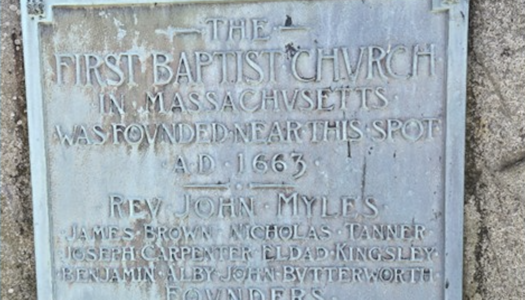 THE
FIRST BAPTIST CHVRCH
IN · MASSACHVSETTS ·
WAS · FOVNDED · NEAR · THIS · SPOT
· A·D · 1663 ·
REV · JOHN · MYLES
JAMES · BROWN · NICHOLAS · TANNER
JOSEPH · CARPENTER · ELDAD · KINGSLEY
BENJAMIN · ALBY · JOHN · BVTTERWORTH
FOVNDERS ·